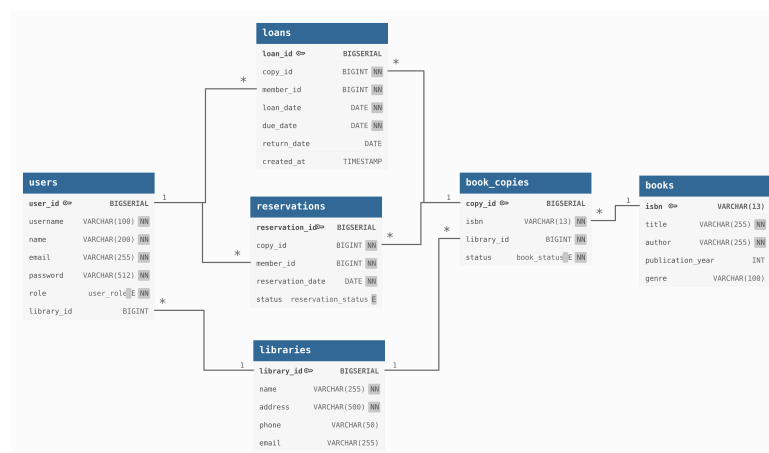 loans
loan_id BIGSERIAL
copy_id BIGINT NN
member_id BIGINT NN
loan_date DATE NN
due_date DATE NN
return_date DATE
created_at TIMESTAMP
*
*
users
user_id BIGSERIAL
username VARCHAR(100) NN
name VARCHAR(200) NN
email VARCHAR(255) NN
password VARCHAR(512) NN
role user_role E NN
library_id BIGINT
1
*
reservations
reservation_id BIGSERIAL
copy_id BIGINT NN
member_id BIGINT NN
reservation_date DATE NN
status reservation_status E
*
*
book_copies
copy_id BIGSERIAL
isbn VARCHAR(13) NN
library_id BIGINT NN
status book_status E NN
1
*
*
books
isbn VARCHAR(13)
title VARCHAR(255) NN
author VARCHAR(255) NN
publication_year INT
genre VARCHAR(100)
1
libraries
library_id BIGSERIAL
name VARCHAR(255) NN
address VARCHAR(500) NN
phone VARCHAR(50)
email VARCHAR(255)
1
1